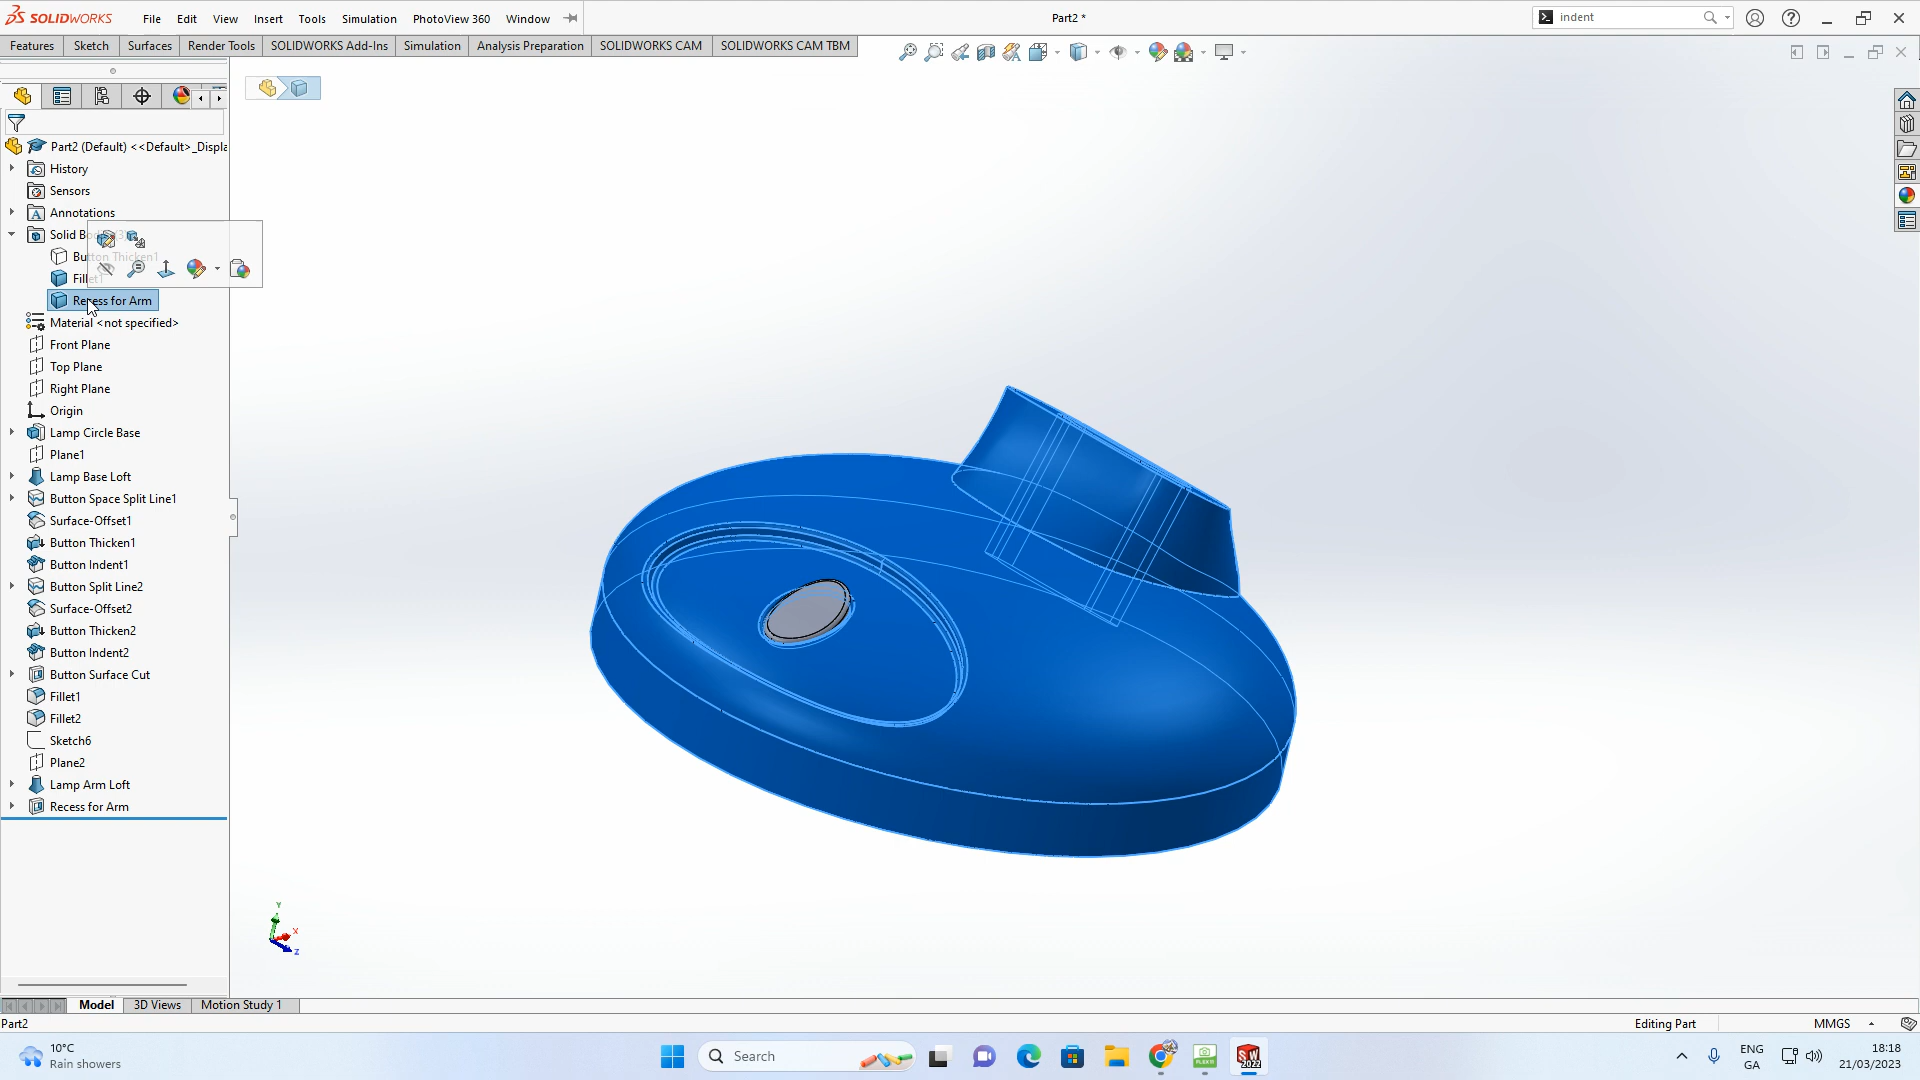 SOLIDWORKS File Edit View Insert Tools Simulation PhotoView 360 Window Part2 * indent
Features Sketch Surfaces Render Tools SOLIDWORKS Add-Ins Simulation Analysis Preparation SOLIDWORKS CAM SOLIDWORKS CAM TBM
Part2 (Default) <<Default>_Displa
History
Sensors
A Annotations
Solid B
Button Thicken1
Recess for Arm
Material <not specified>
Front Plane
Top Plane
Right Plane
Origin
Lamp Circle Base
Plane1
Lamp Base Loft
Button Space Split Line1
Surface-Offset1
Button Thicken1
Button Indent1
Button Split Line2
Surface-Offset2
Button Thicken2
Button Indent2
Button Surface Cut
Fillet1
Fillet2
Sketch6
Plane2
Lamp Arm Loft
Recess for Arm
Y
X
Z
Model 3D Views Motion Study 1
Part2 Editing Part MMGS
10°C
Rain showers
Search
SW
2022
ENG
GA
18:18
21/03/2023